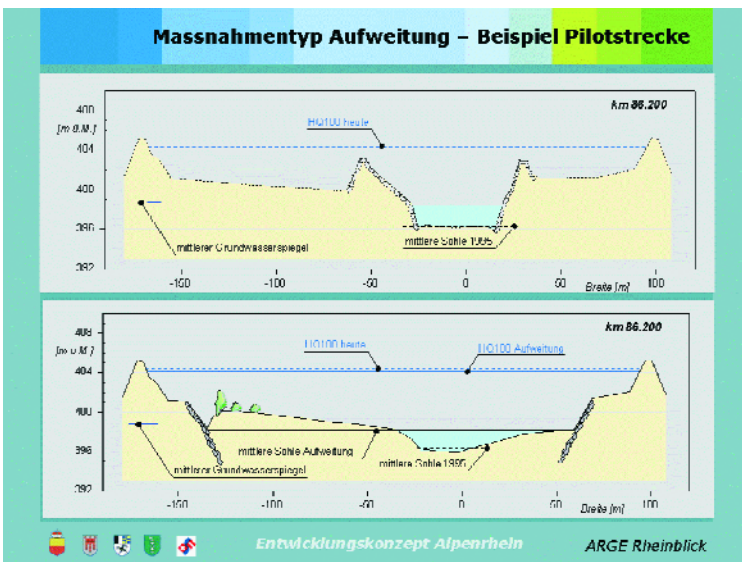 Massnahmentyp Aufweitung – Beispiel Pilotstrecke
km 86.200
408
[m ü.M.]
HQ100 heute
404
400
396
mittlerer Grundwasserspiegel
mittlere Sohle 1995
392
-150
-100
-50
0
50
100
Breite [m]
km 86.200
408
[m ü.M.]
HQ100 heute
HQ100 Aufweitung
404
400
396
mittlere Sohle Aufweitung
mittlere Sohle 1995
mittlerer Grundwasserspiegel
392
-150
-100
-50
0
50
100
Breite [m]
Entwicklungskonzept Alpenrhein
ARGE Rheinblick